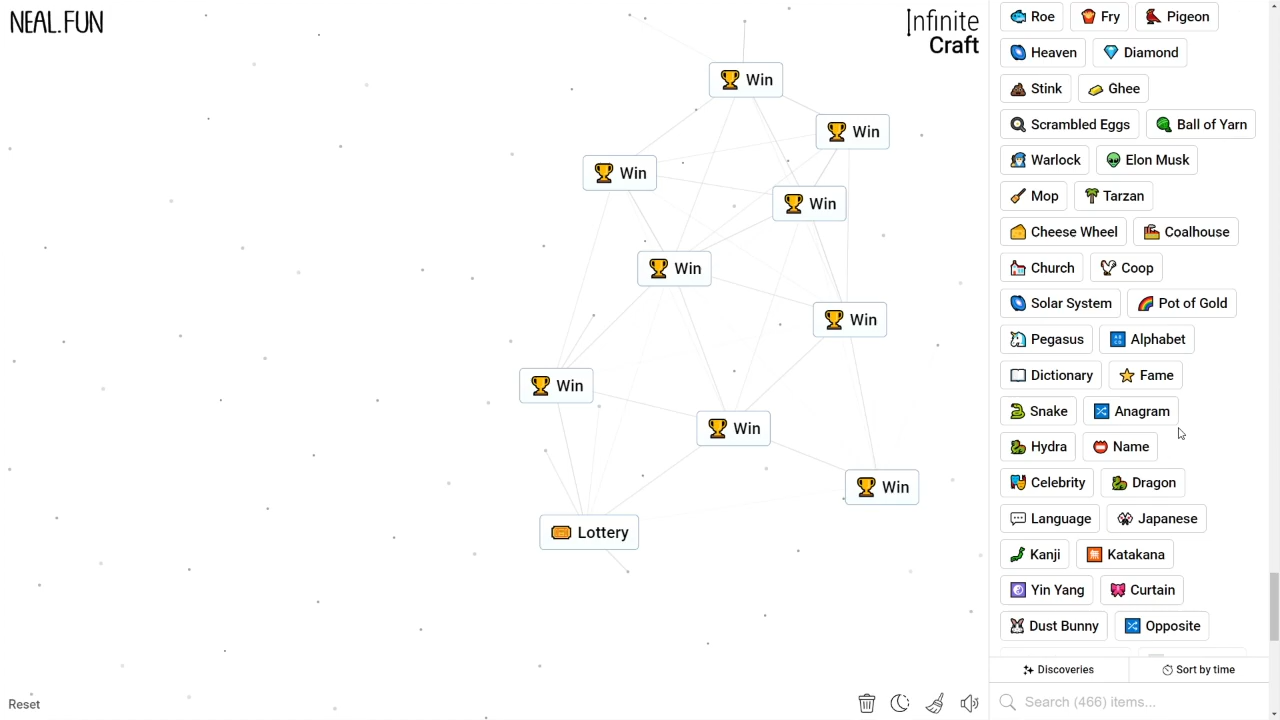 NEAL.FUN
Infinite
Craft
Win
Win
Win
Win
Win
Win
Win
Win
Win
Lottery
Reset
Roe
Fry
Pigeon
Heaven
Diamond
Stink
Ghee
Scrambled Eggs
Ball of Yarn
Warlock
Elon Musk
Mop
Tarzan
Cheese Wheel
Coalhouse
Church
Coop
Solar System
Pot of Gold
Pegasus
Alphabet
Dictionary
Fame
Snake
Anagram
Hydra
Name
Celebrity
Dragon
Language
Japanese
Kanji
Katakana
Yin Yang
Curtain
Dust Bunny
Opposite
Discoveries
Sort by time
Search (466) items...